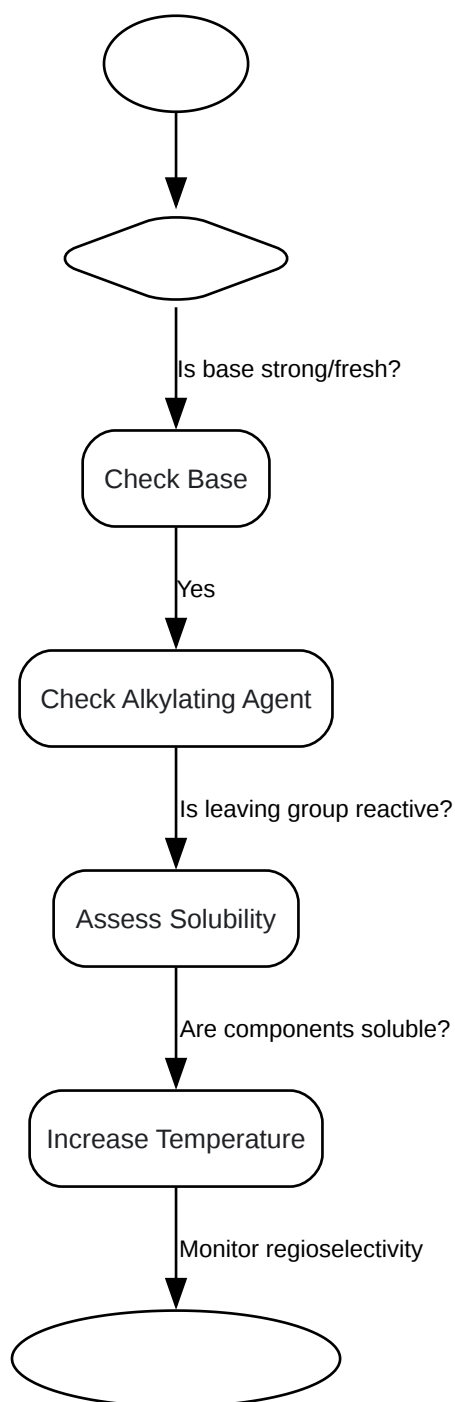 Is base strong/fresh?
Check Base
Yes
Check Alkylating Agent
Is leaving group reactive?
Assess Solubility
Are components soluble?
Increase Temperature
Monitor regioselectivity